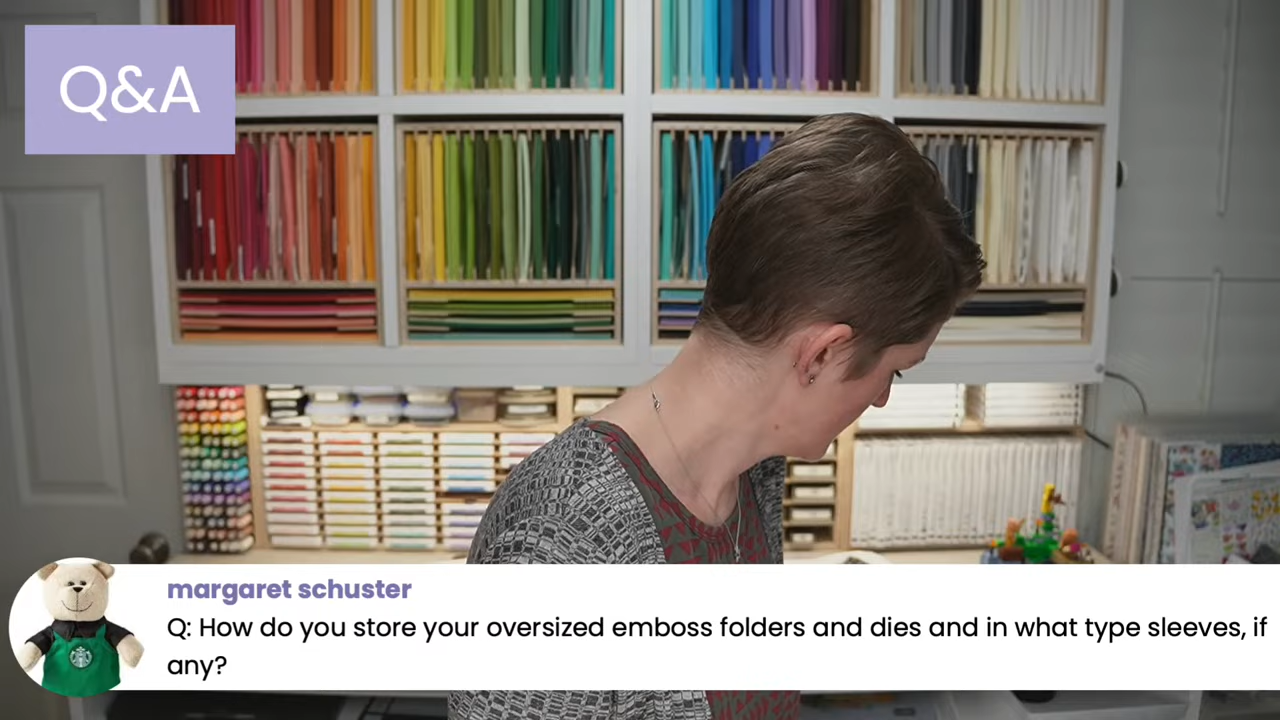 Q&A
margaret schuster
Q: How do you store your oversized emboss folders and dies and in what type sleeves, if
any?